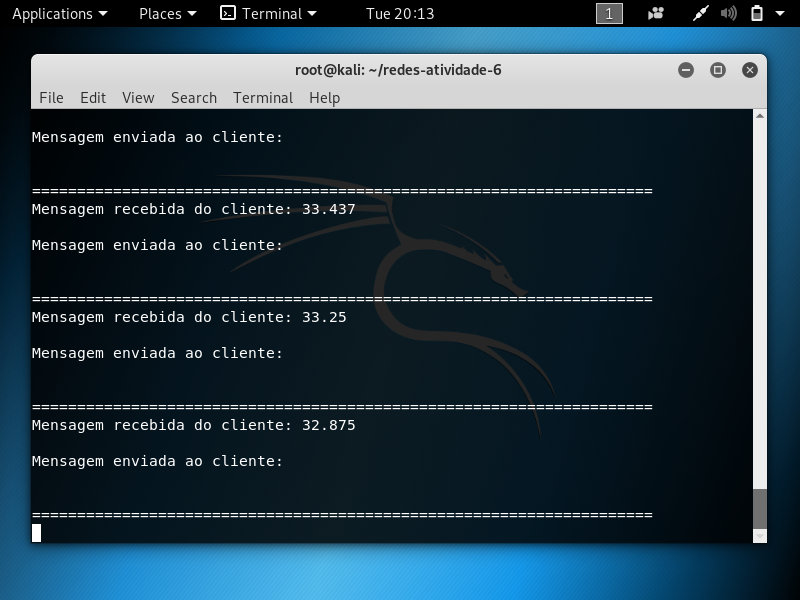 Applications Places Terminal Tue 20:13 1
root@kali: ~/redes-atividade-6
File Edit View Search Terminal Help
Mensagem enviada ao cliente:
=====================================================================
Mensagem recebida do cliente: 33.437
Mensagem enviada ao cliente:
=====================================================================
Mensagem recebida do cliente: 33.25
Mensagem enviada ao cliente:
=====================================================================
Mensagem recebida do cliente: 32.875
Mensagem enviada ao cliente:
=====================================================================